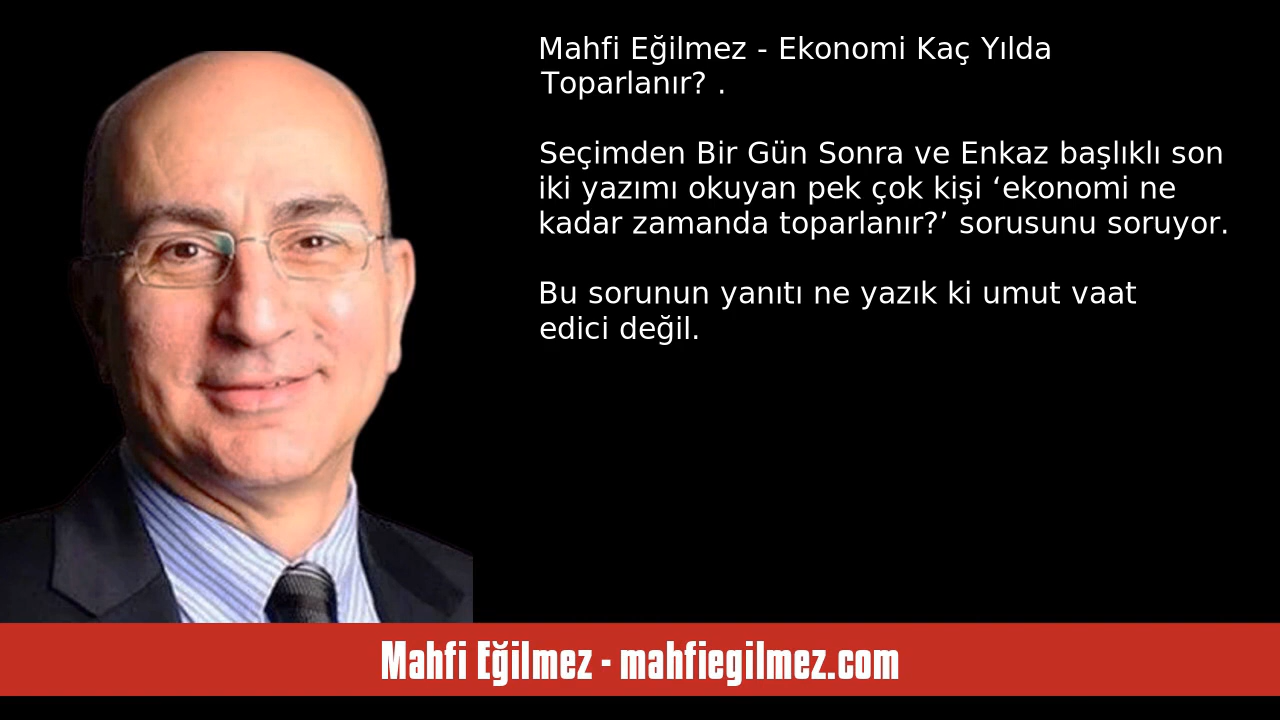 Mahfi Eğilmez - Ekonomi Kaç Yılda
Toparlanır? .
Seçimden Bir Gün Sonra ve Enkaz başlıklı son
iki yazımı okuyan pek çok kişi ‘ekonomi ne
kadar zamanda toparlanır?’ sorusunu soruyor.
Bu sorunun yanıtı ne yazık ki umut vaat
edici değil.
Mahfi Eğilmez - mahfiegilmez.com